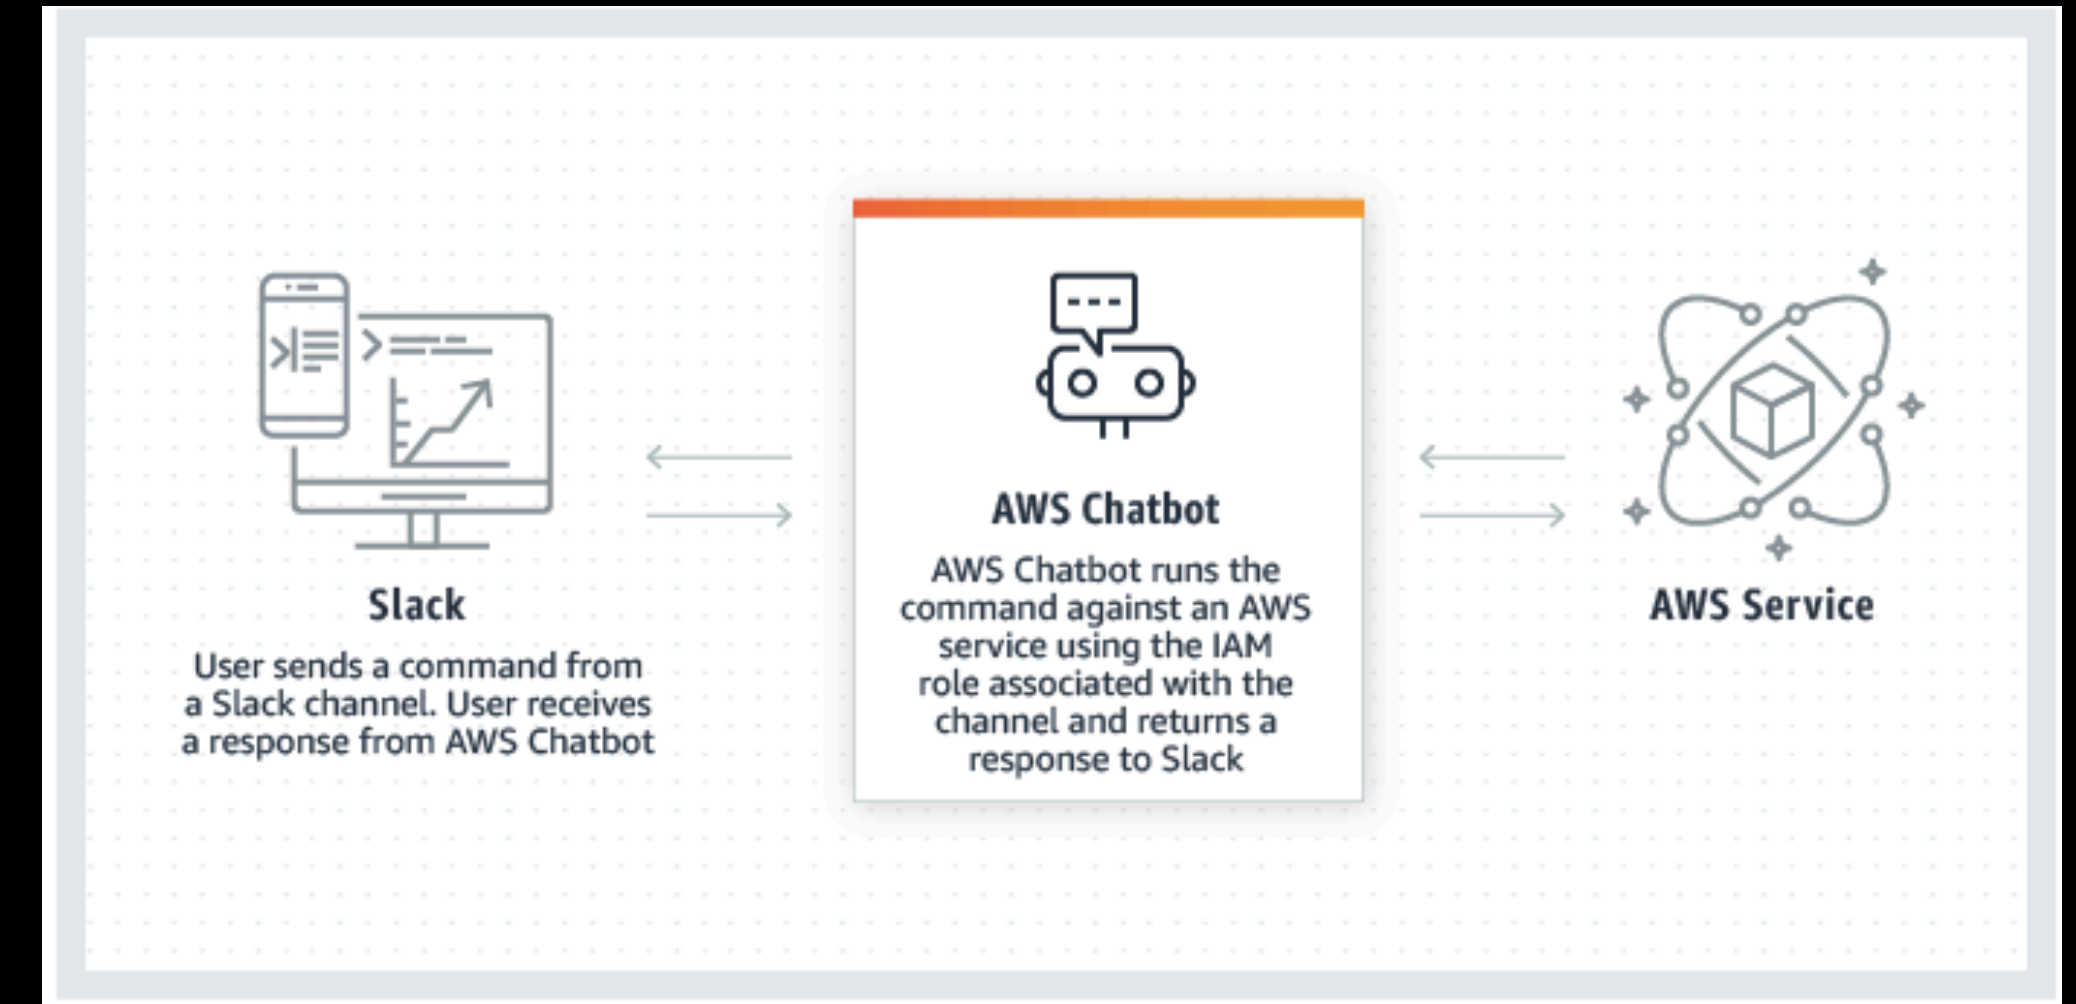 Slack
User sends a command from
a Slack channel. User receives
a response from AWS Chatbot
AWS Chatbot
AWS Chatbot runs the
command against an AWS
service using the IAM
role associated with the
channel and returns a
response to Slack
AWS Service